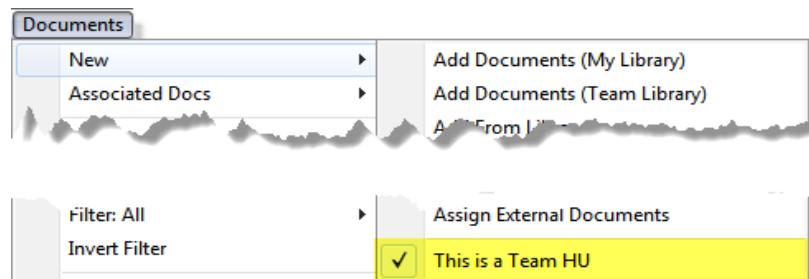 Documents
New
Add Documents (My Library)
Associated Docs
Add Documents (Team Library)
From
Filter: All
Assign External Documents
Invert Filter
This is a Team HU